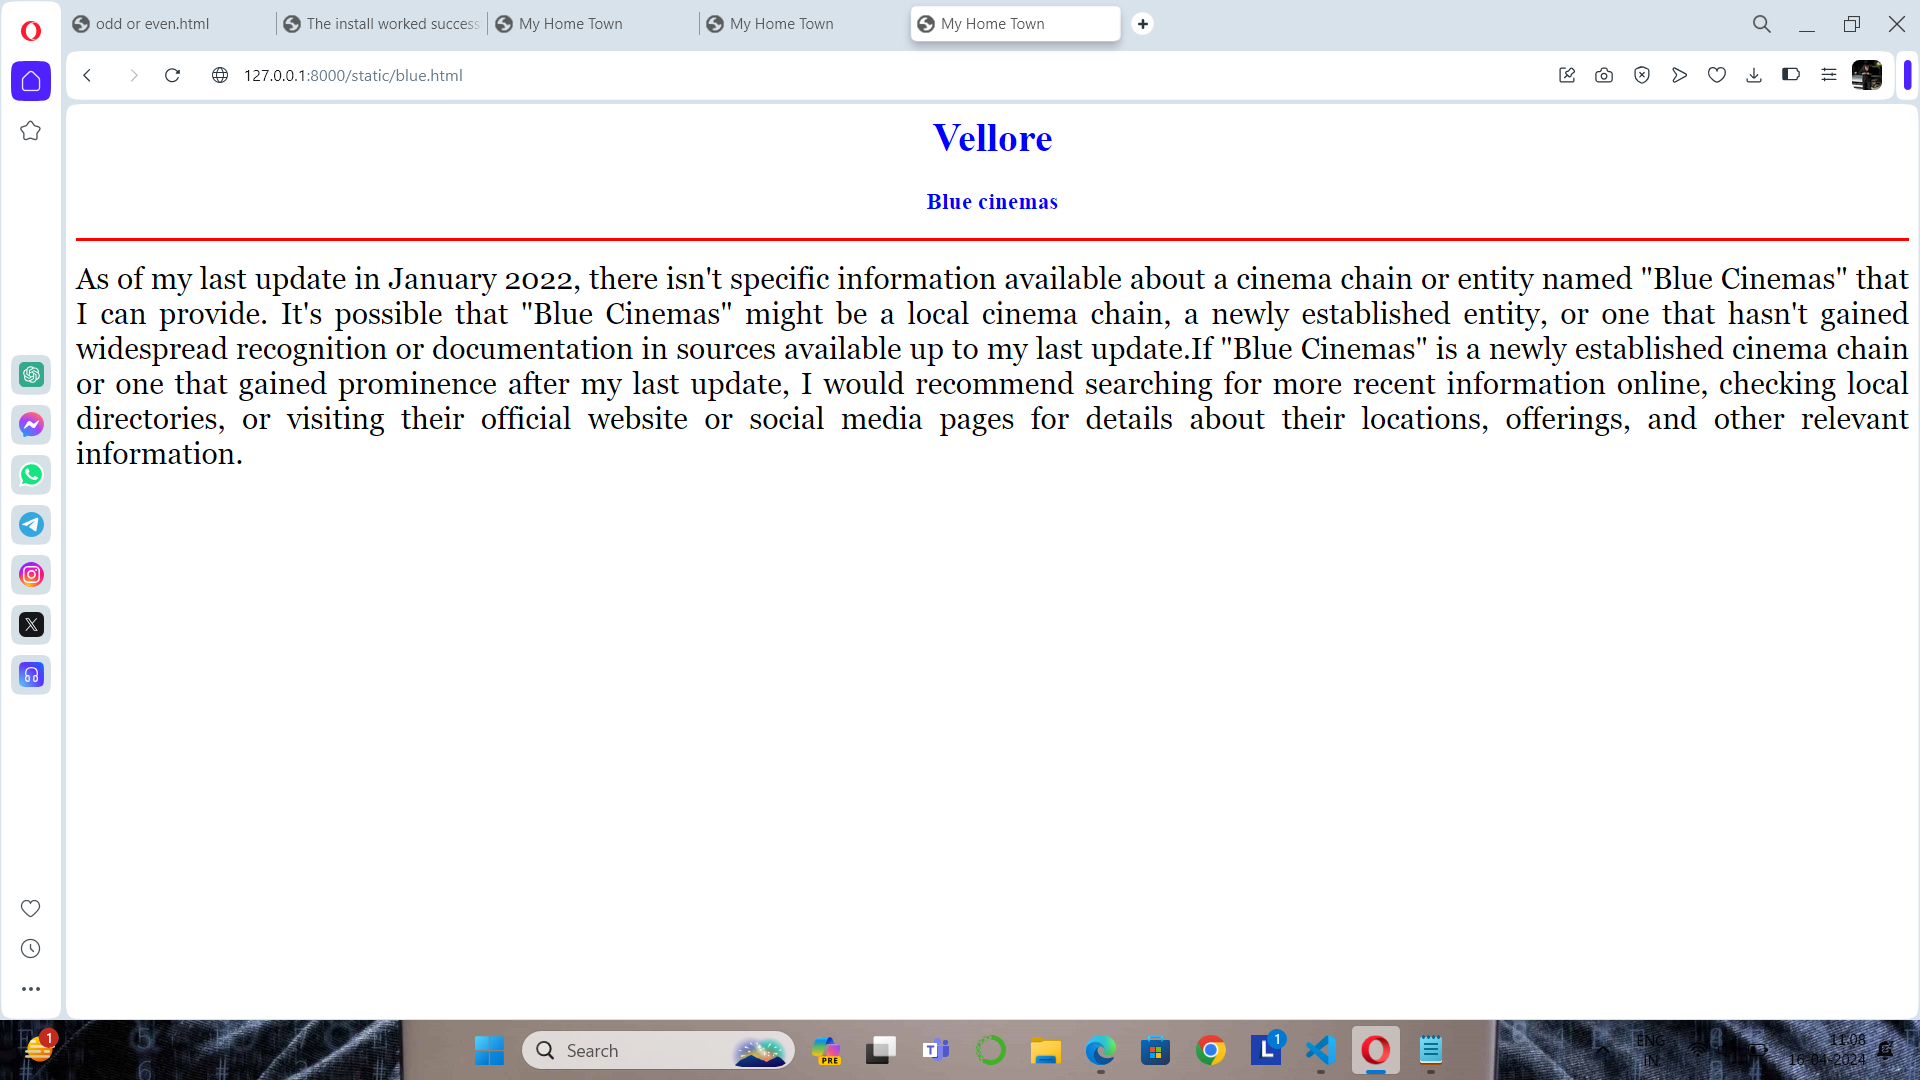 odd or even.html
The install worked success
My Home Town
My Home Town
My Home Town
127.0.0.1:8000/static/blue.html
Vellore
Blue cinemas
As of my last update in January 2022, there isn't specific information available about a cinema chain or entity named "Blue Cinemas" that
I can provide. It's possible that "Blue Cinemas" might be a local cinema chain, a newly established entity, or one that hasn't gained
widespread recognition or documentation in sources available up to my last update.If "Blue Cinemas" is a newly established cinema chain
or one that gained prominence after my last update, I would recommend searching for more recent information online, checking local
directories, or visiting their official website or social media pages for details about their locations, offerings, and other relevant
information.
1
Search
PRE
T
L
1
ENG
IN
11:08
16-04-2024